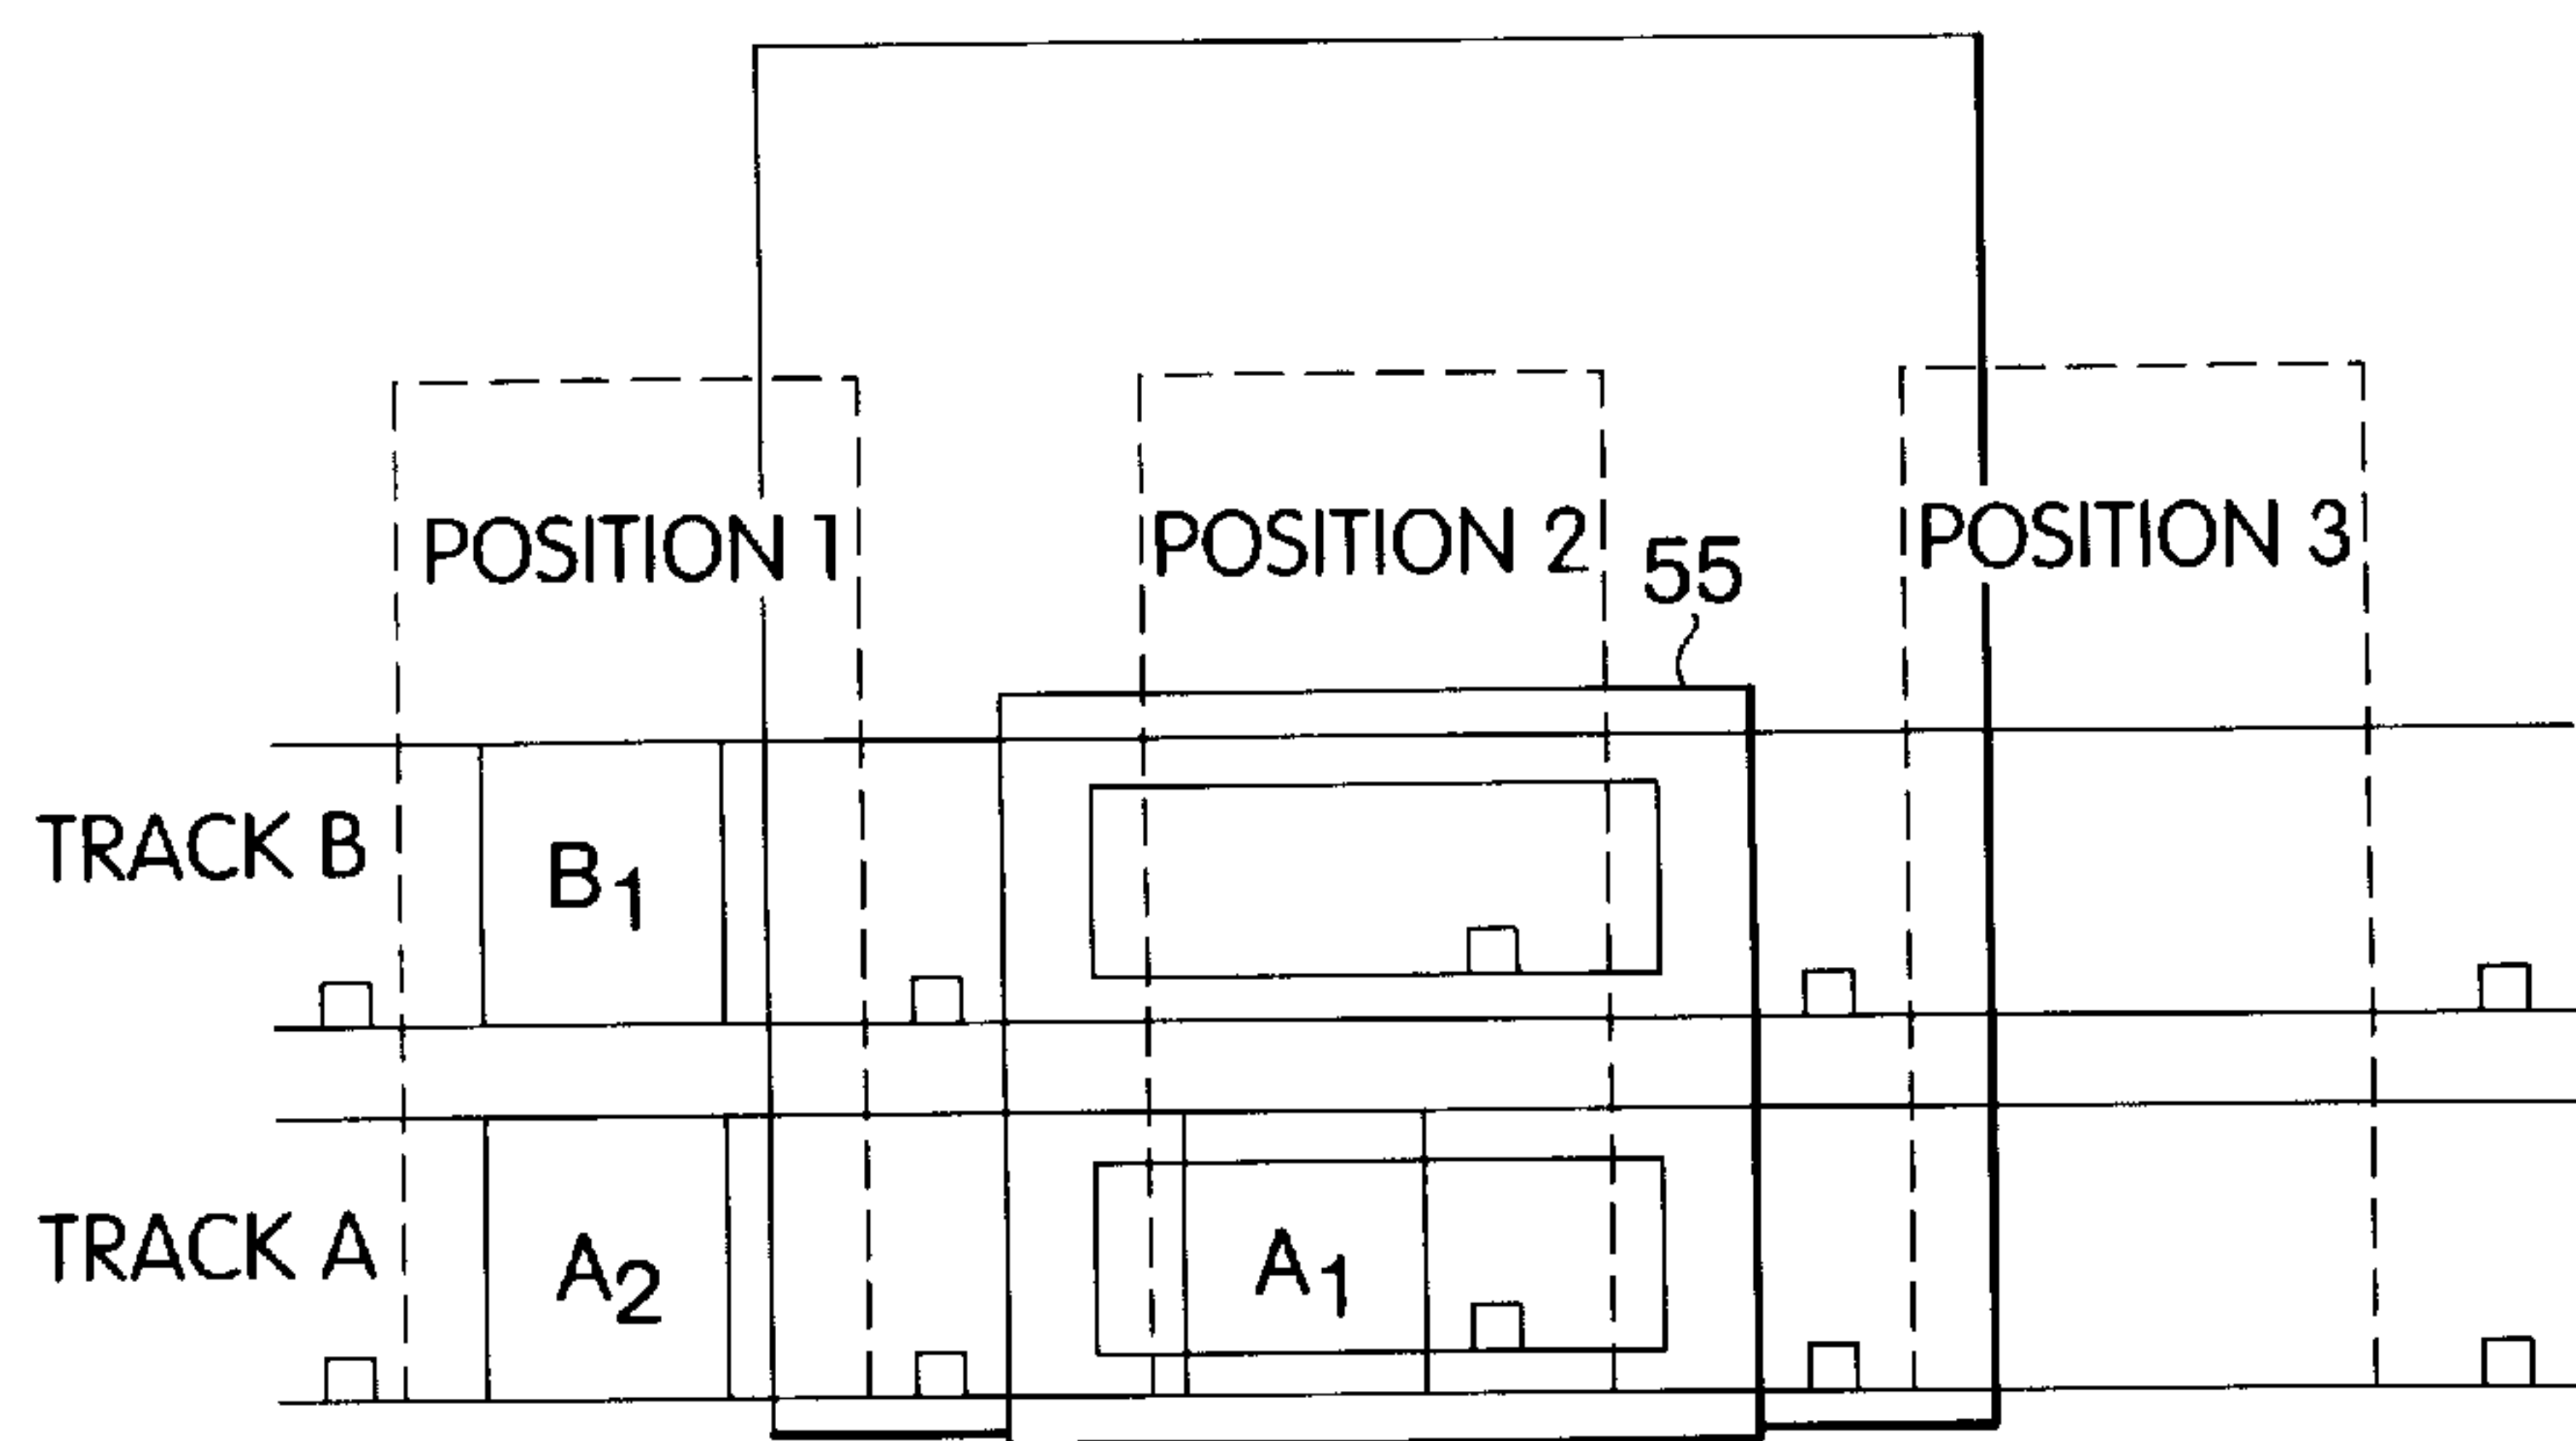 POSITION 1
POSITION 2
POSITION 3
55
TRACK B
B1
TRACK A
A2
A1